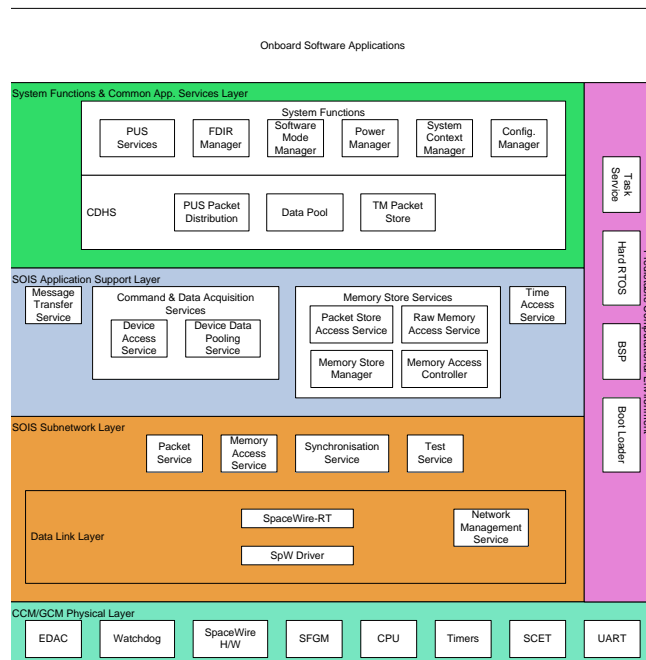 Onboard Software Applications
System Functions & Common App. Services Layer
System Functions
PUS
Services
FDIR
Manager
Software
Mode
Manager
Power
Manager
System
Context
Manager
Config.
Manager
CDHS
PUS Packet
Distribution
Data Pool
TM Packet
Store
SOIS Application Support Layer
Message
Transfer
Service
Command & Data Acquisition
Services
Device
Access
Service
Device Data
Pooling
Service
Memory Store Services
Packet Store
Access Service
Raw Memory
Access Service
Memory Store
Manager
Memory Access
Controller
Time
Access
Service
SOIS Subnetwork Layer
Packet
Service
Memory
Access
Service
Synchronisation
Service
Test
Service
Data Link Layer
SpaceWire-RT
SpW Driver
Network
Management
Service
Task
Service
Hard RTOS
BSP
Boot Loader
CCM/GCM Physical Layer
EDAC
Watchdog
SpaceWire
H/W
SFGM
CPU
Timers
SCET
UART